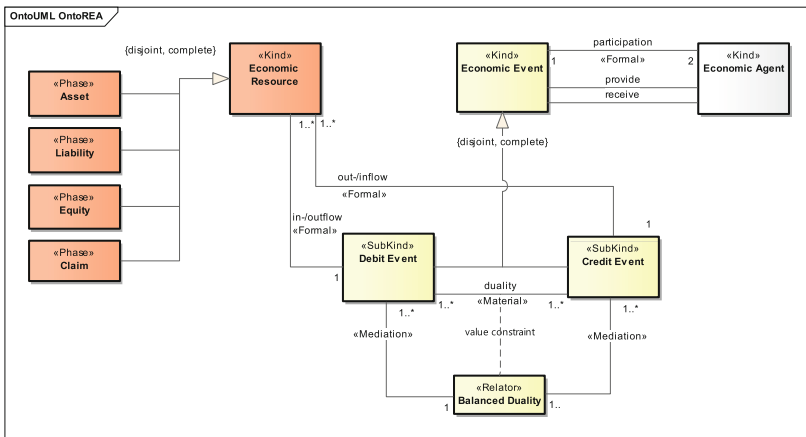 OntoUML OntoREA
{disjoint, complete}
«Kind»
Economic
Resource
«Phase»
Asset
«Phase»
Liability
«Phase»
Equity
«Phase»
Claim
1..*
1..*
«Kind»
Economic Event
participation
1
«Formal»
2
provide
receive
«Kind»
Economic Agent
{disjoint, complete}
out-/inflow
«Formal»
1
in-/outflow
«Formal»
1
«SubKind»
Debit Event
«SubKind»
Credit Event
duality
1..*
«Material»
1..*
1..*
1..*
«Mediation»
value constraint
«Mediation»
«Relator»
Balanced Duality
1
1..